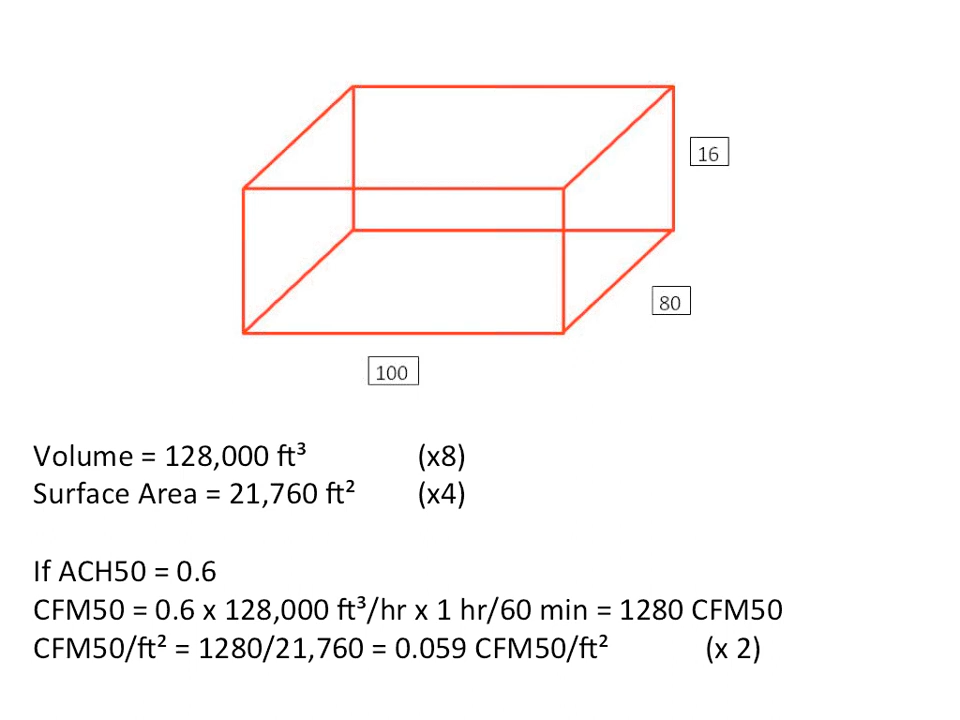 16
80
100
Volume = 128,000 ft³ (x8)
Surface Area = 21,760 ft² (x4)
If ACH50 = 0.6
CFM50 = 0.6 x 128,000 ft³/hr x 1 hr/60 min = 1280 CFM50
CFM50/ft² = 1280/21,760 = 0.059 CFM50/ft² (x 2)